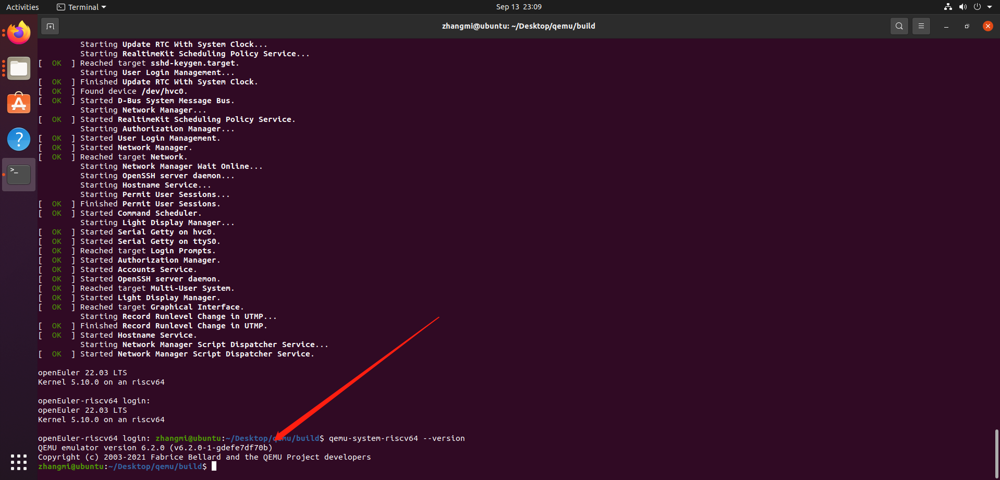 Activities Terminal Sep 13 23:09
zhangmi@ubuntu: ~/Desktop/qemu/build
Starting Update RTC With System Clock...
Starting RealtimeKit Scheduling Policy Service...
[ OK ] Reached target sshd-keygen.target.
Starting User Login Management...
[ OK ] Finished Update RTC With System Clock.
[ OK ] Found device /dev/hvc0.
[ OK ] Started D-Bus System Message Bus.
Starting Network Manager...
[ OK ] Started RealtimeKit Scheduling Policy Service.
Starting Authorization Manager...
[ OK ] Started User Login Management.
[ OK ] Started Network Manager.
[ OK ] Reached target Network.
Starting Network Manager Wait Online...
Starting OpenSSH server daemon...
Starting Hostname Service...
Starting Permit User Sessions...
[ OK ] Finished Permit User Sessions.
[ OK ] Started Command Scheduler.
Starting Light Display Manager...
[ OK ] Started Serial Getty on hvc0.
[ OK ] Started Serial Getty on ttyS0.
[ OK ] Reached target Login Prompts.
[ OK ] Started Authorization Manager.
[ OK ] Started Accounts Service.
[ OK ] Started OpenSSH server daemon.
[ OK ] Reached target Multi-User System.
[ OK ] Started Light Display Manager.
[ OK ] Reached target Graphical Interface.
Starting Record Runlevel Change in UTMP...
[ OK ] Finished Record Runlevel Change in UTMP.
[ OK ] Started Hostname Service.
Starting Network Manager Script Dispatcher Service...
[ OK ] Started Network Manager Script Dispatcher Service.
openEuler 22.03 LTS
Kernel 5.10.0 on an riscv64
openEuler-riscv64 login:
openEuler 22.03 LTS
Kernel 5.10.0 on an riscv64
openEuler-riscv64 login: zhangmi@ubuntu:~/Desktop/qemu/build$ qemu-system-riscv64 --version
QEMU emulator version 6.2.0 (v6.2.0-1-gdefe7df70b)
Copyright (c) 2003-2021 Fabrice Bellard and the QEMU Project developers
zhangmi@ubuntu:~/Desktop/qemu/build$